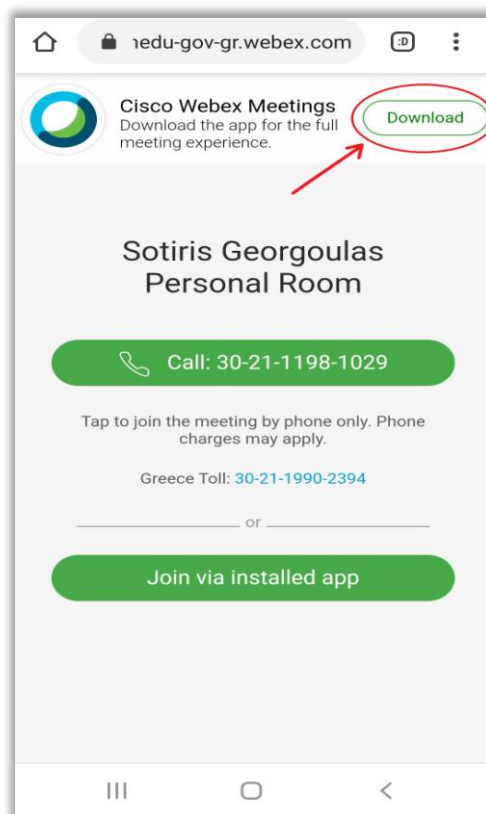 nedu-gov-gr.webex.com
:D
Cisco Webex Meetings
Download the app for the full
meeting experience.
Download
Sotiris Georgoulas
Personal Room
Call: 30-21-1198-1029
Tap to join the meeting by phone only. Phone
charges may apply.
Greece Toll: 30-21-1990-2394
or
Join via installed app